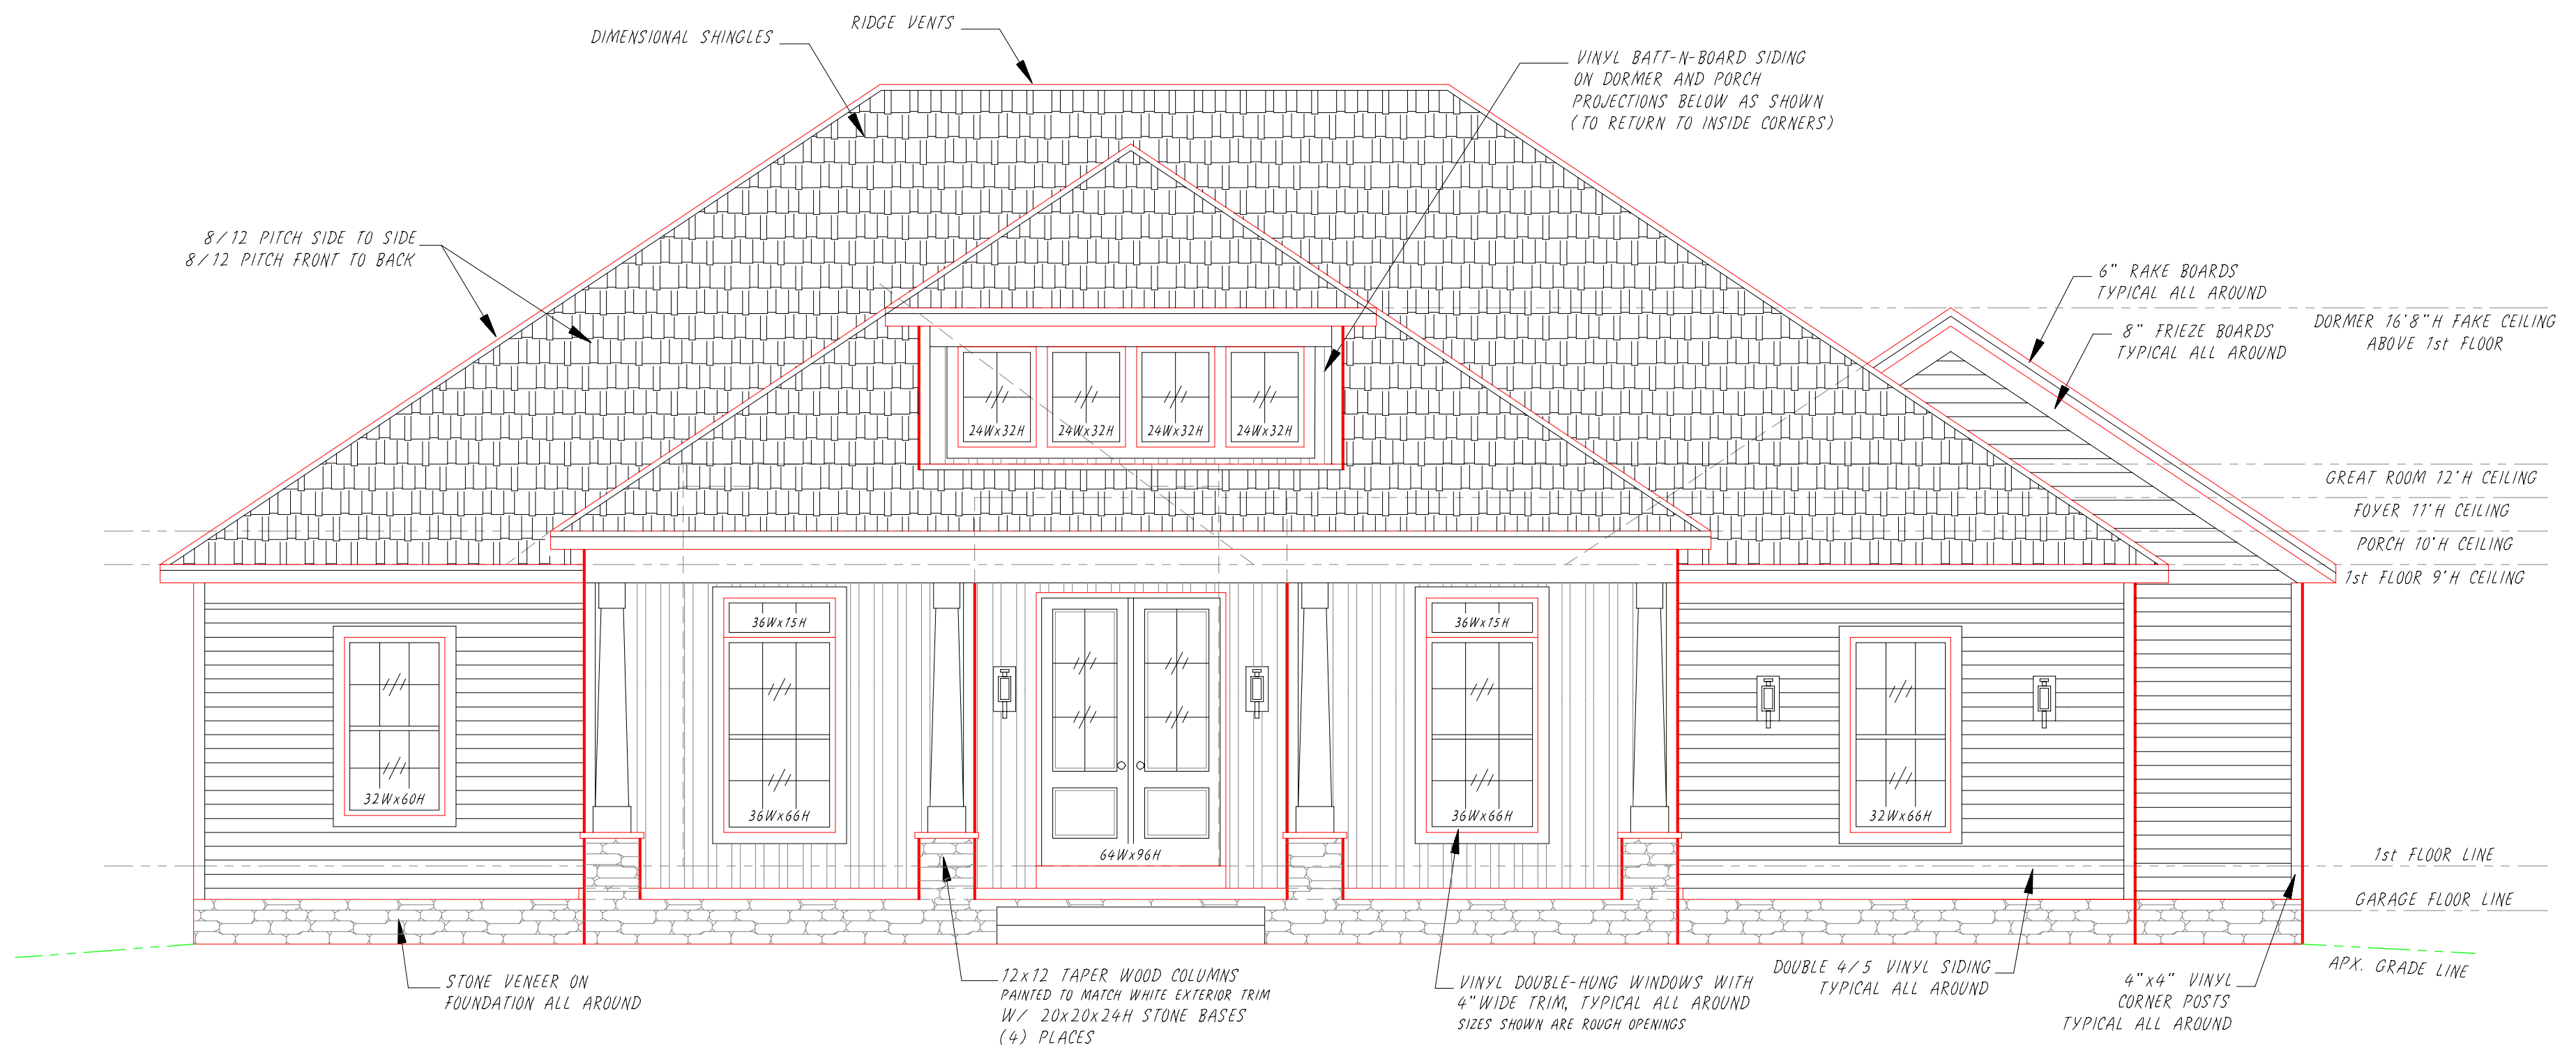 RIDGE VENTS
DIMENSIONAL SHINGLES
VINYL BATT-N-BOARD SIDING
ON DORMER AND PORCH
PROJECTIONS BELOW AS SHOWN
(TO RETURN TO INSIDE CORNERS)
8/12 PITCH SIDE TO SIDE
8/12 PITCH FRONT TO BACK
6" RAKE BOARDS
TYPICAL ALL AROUND
8" FRIEZE BOARDS
TYPICAL ALL AROUND
DORMER 16'8"H FAKE CEILING
ABOVE 1st FLOOR
24Wx32H
24Wx32H
24Wx32H
24Wx32H
GREAT ROOM 12'H CEILING
FOYER 11'H CEILING
PORCH 10'H CEILING
1st FLOOR 9'H CEILING
36Wx15H
36Wx15H
32Wx60H
36Wx66H
36Wx66H
32Wx66H
64Wx96H
1st FLOOR LINE
GARAGE FLOOR LINE
APX. GRADE LINE
STONE VENEER ON
FOUNDATION ALL AROUND
12x12 TAPER WOOD COLUMNS
PAINTED TO MATCH WHITE EXTERIOR TRIM
W/ 20x20x24H STONE BASES
(4) PLACES
VINYL DOUBLE-HUNG WINDOWS WITH
4"WIDE TRIM, TYPICAL ALL AROUND
SIZES SHOWN ARE ROUGH OPENINGS
DOUBLE 4/5 VINYL SIDING
TYPICAL ALL AROUND
4"x4" VINYL
CORNER POSTS
TYPICAL ALL AROUND